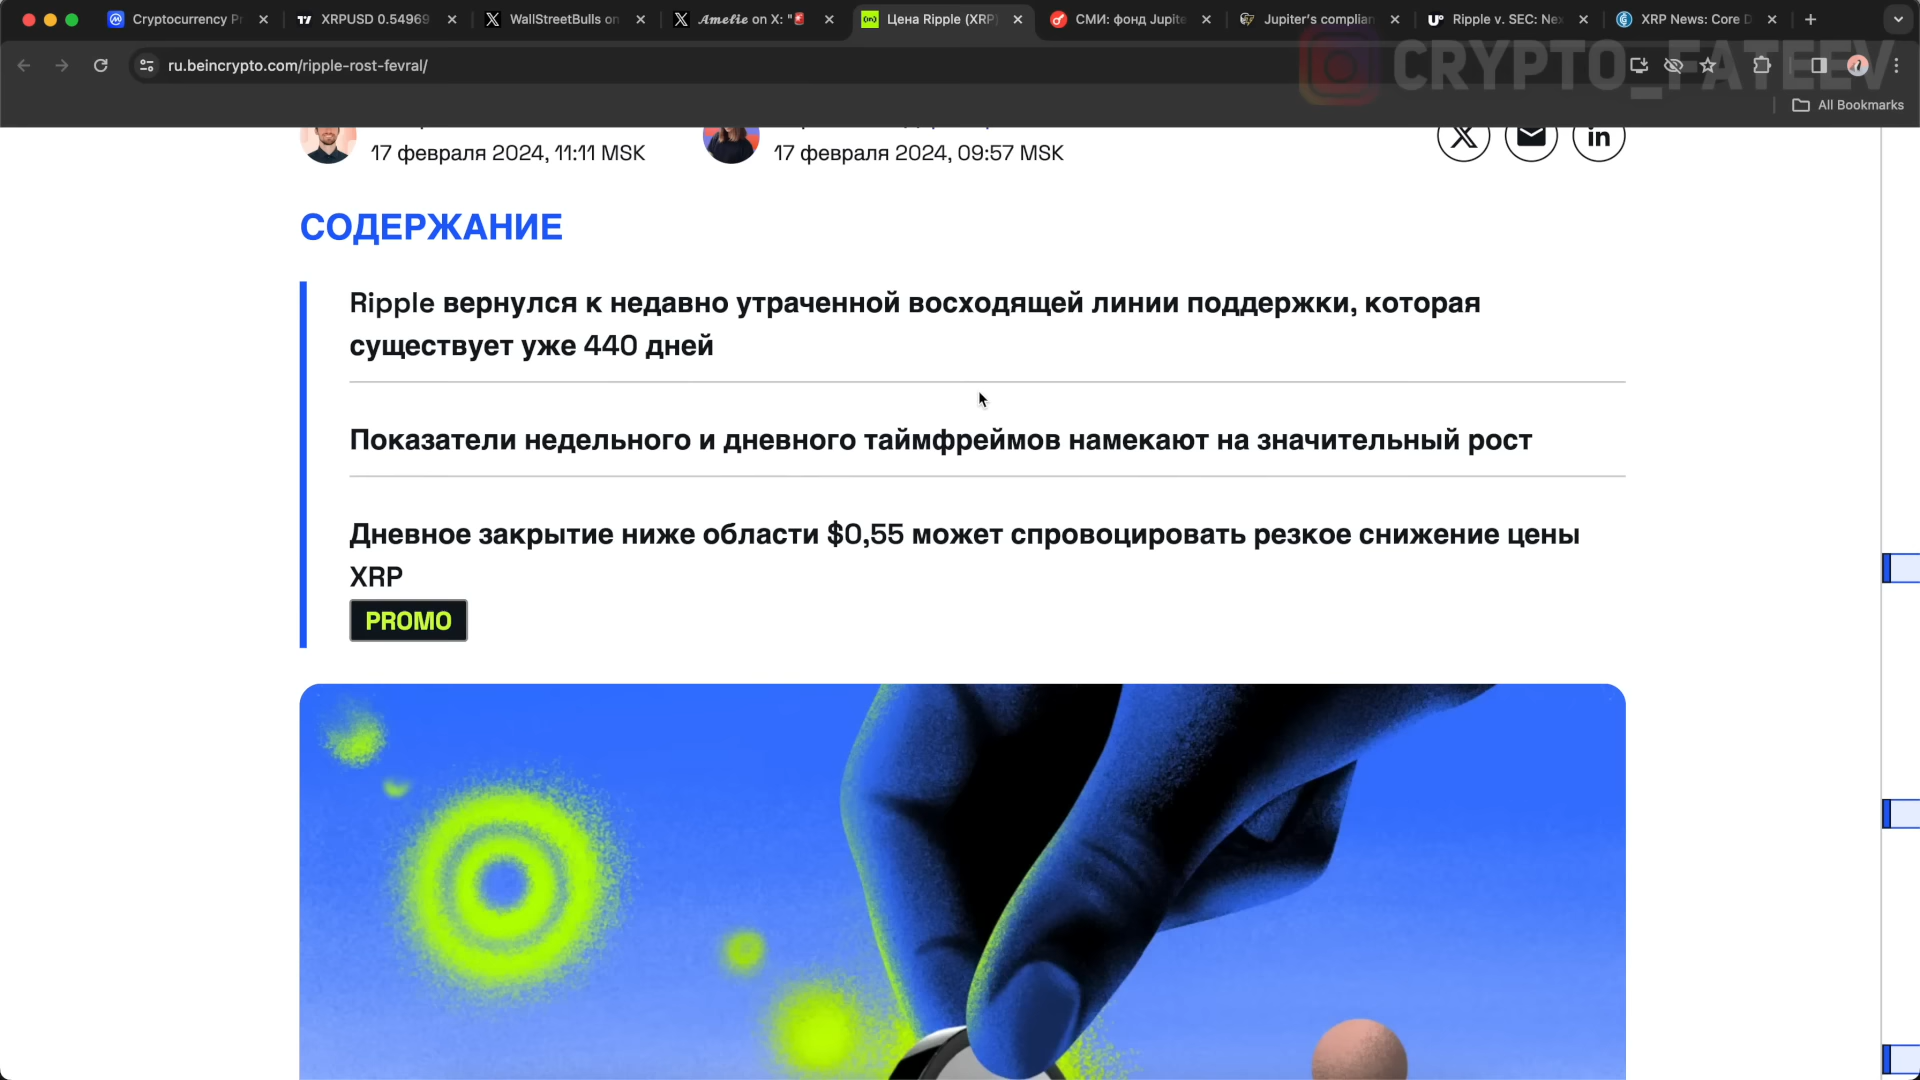 Cryptocurrency Pr
XRPUSD 0.54969
WallStreetBulls on
𝓐𝓶𝓮𝓵𝓲𝓮 on X: "🚨
Цена Ripple (XRP)
СМИ: фонд Jupite
Jupiter's complian
Ripple v. SEC: Nex
XRP News: Core D
ru.beincrypto.com/ripple-rost-fevral/
CRYPTO_FATEEV
All Bookmarks
17 февраля 2024, 11:11 MSK
17 февраля 2024, 09:57 MSK
СОДЕРЖАНИЕ
Ripple вернулся к недавно утраченной восходящей линии поддержки, которая
существует уже 440 дней
Показатели недельного и дневного таймфреймов намекают на значительный рост
Дневное закрытие ниже области $0,55 может спровоцировать резкое снижение цены
XRP
PROMO